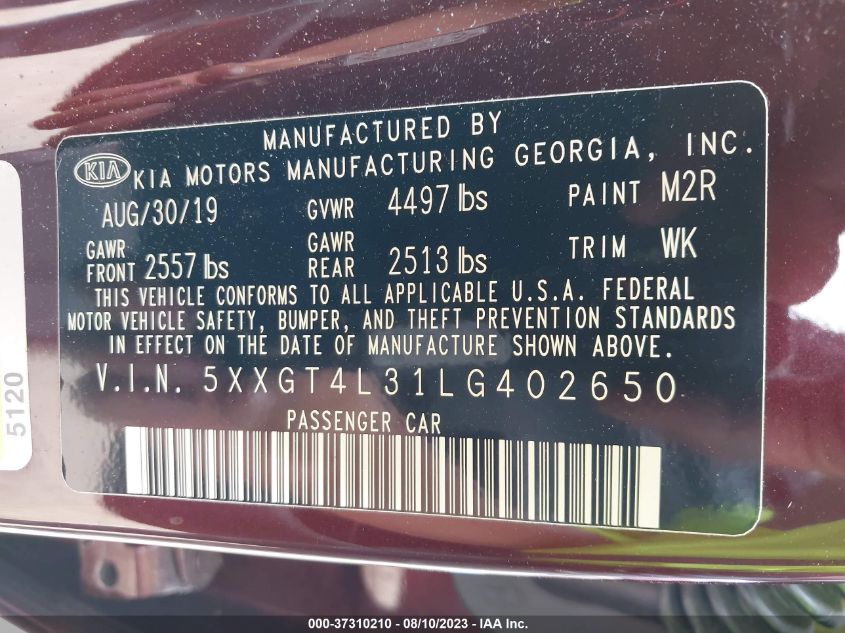 MANUFACTURED BY
KIA KIA MOTORS MANUFACTURING GEORGIA, INC.
AUG/30/19 GVWR 4497 lbs PAINT M2R
GAWR FRONT 2557 lbs GAWR REAR 2513 lbs TRIM WK
THIS VEHICLE CONFORMS TO ALL APPLICABLE U.S.A. FEDERAL
MOTOR VEHICLE SAFETY, BUMPER, AND THEFT PREVENTION STANDARDS
IN EFFECT ON THE DATE OF MANUFACTURE SHOWN ABOVE.
V.I.N. 5XXGT4L31LG402650
PASSENGER CAR
5120
000-37310210 - 08/10/2023 - IAA Inc.